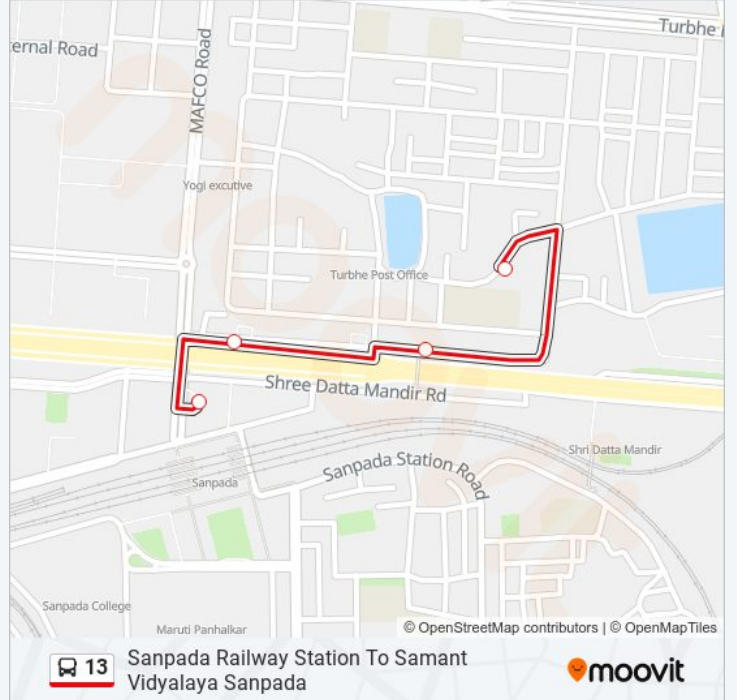 Turbhe
ernal Road
MAFCO Road
Yogi excutive
Turbhe Post Office
Shree Datta Mandir Rd
Shri Datta Mandir
Sanpada Station Road
Sanpada
Sanpada College
Maruti Panhalkar
© OpenStreetMap contributors | © OpenMapTiles
13
Sanpada Railway Station To Samant
Vidyalaya Sanpada
moovit